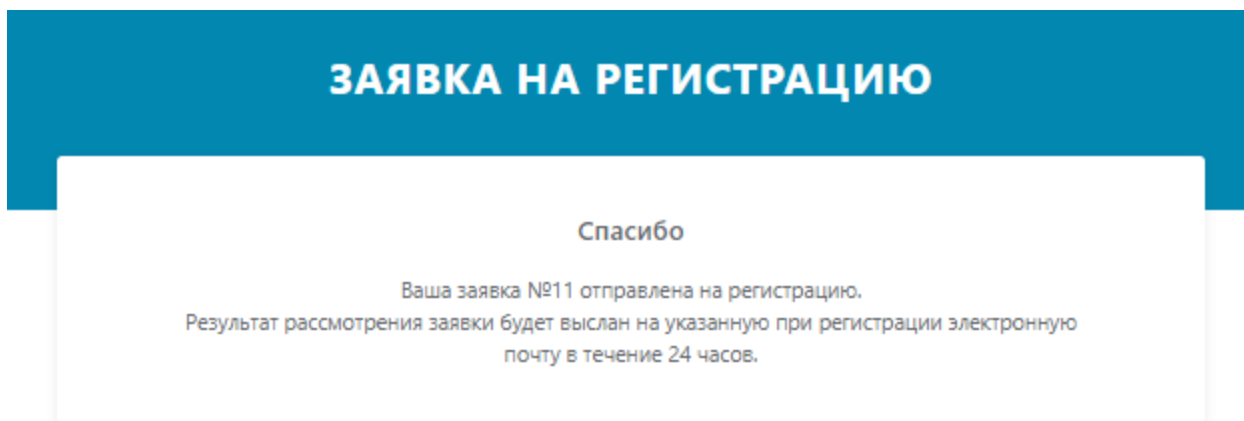 ЗАЯВКА НА РЕГИСТРАЦИЮ
Спасибо
Ваша заявка №11 отправлена на регистрацию.
Результат рассмотрения заявки будет выслан на указанную при регистрации электронную
почту в течение 24 часов.